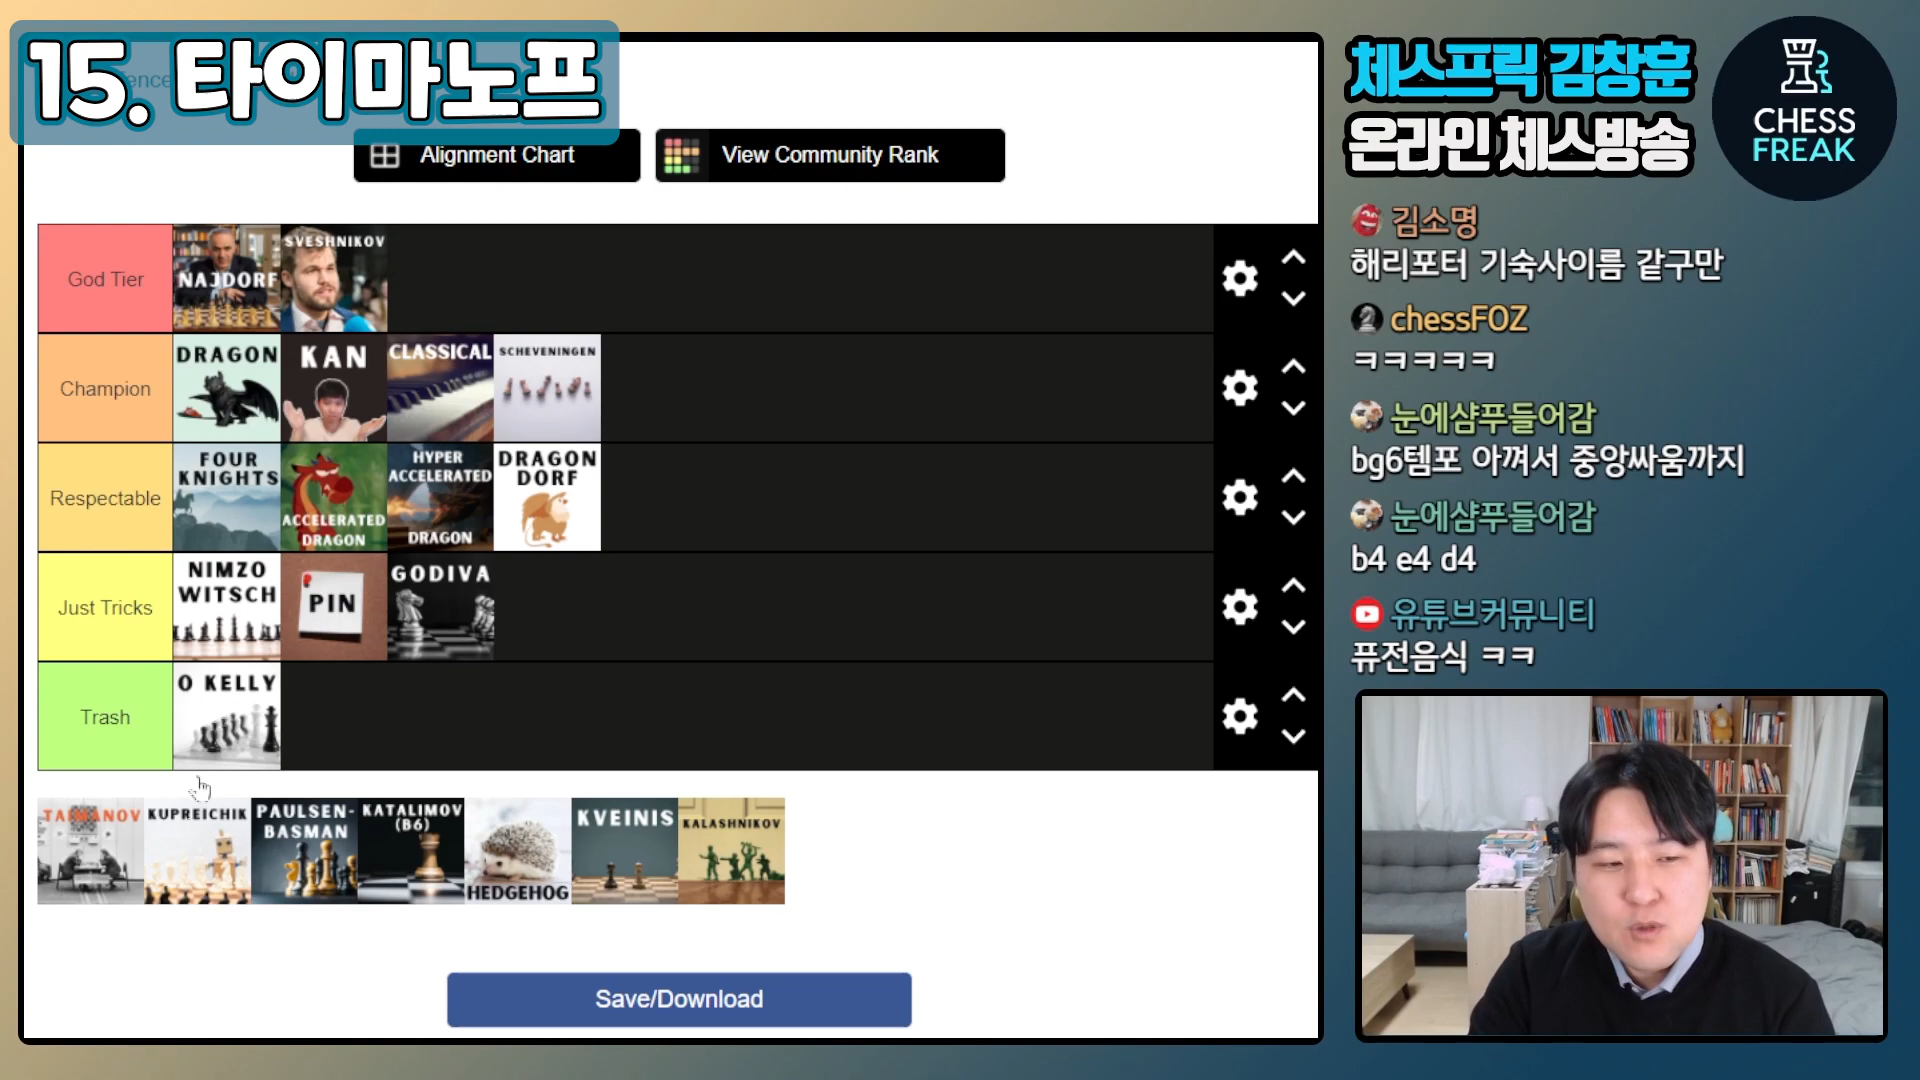 15. 타이마노프
ence
Alignment Chart
View Community Rank
God Tier
NAJDORF
SVESHNIKOV
Champion
DRAGON
KAN
CLASSICAL
SCHEVENINGEN
Respectable
FOUR
KNIGHTS
ACCELERATED
DRAGON
HYPER
ACCELERATED
DRAGON
DRAGON
DORF
Just Tricks
NIMZO
WITSCH
PIN
GODIVA
Trash
O KELLY
TAIMANOV
KUPREICHIK
PAULSEN-
BASMAN
KATALIMOV
(B6)
HEDGEHOG
KVEINIS
KALASHNIKOV
Save/Download
체스프릭 김창훈
온라인 체스방송
CHESS
FREAK
김소명
해리포터 기숙사이름 같구만
chessFOZ
ㅋㅋㅋㅋㅋ
눈에샴푸들어감
bg6템포 아껴서 중앙싸움까지
눈에샴푸들어감
b4 e4 d4
유튜브커뮤니티
퓨전음식 ㅋㅋ